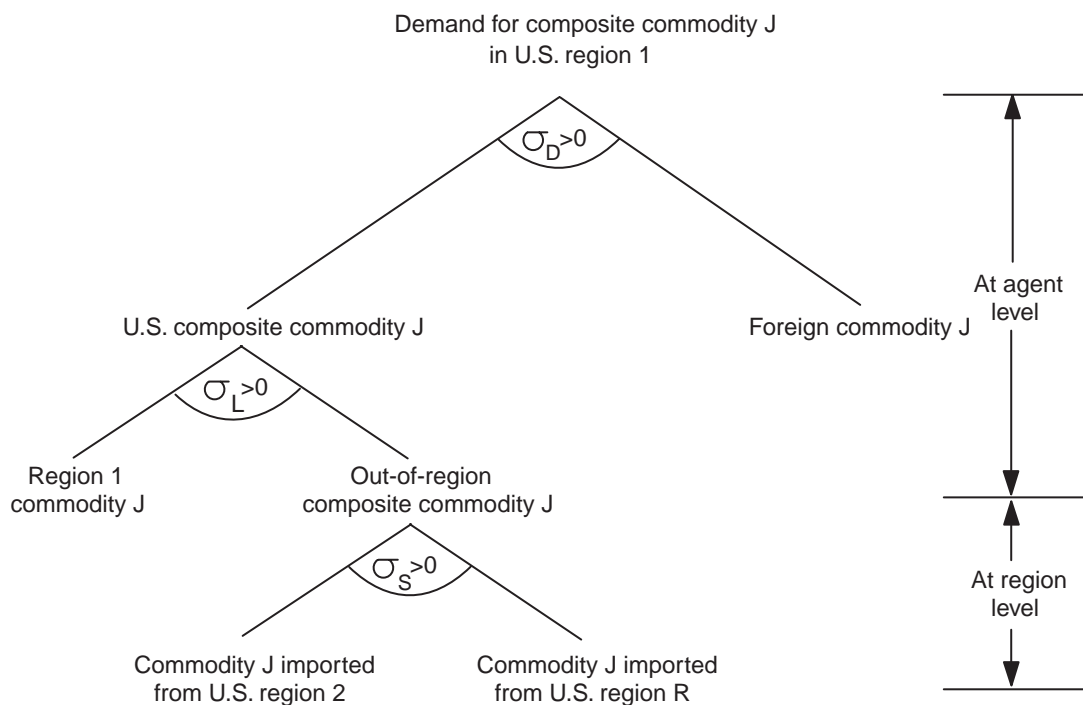 Demand for composite commodity J
in U.S. region 1
σD>0
U.S. composite commodity J
Foreign commodity J
At agent
level
σL>0
Region 1
commodity J
Out-of-region
composite commodity J
σS>0
At region
level
Commodity J imported
from U.S. region 2
Commodity J imported
from U.S. region R